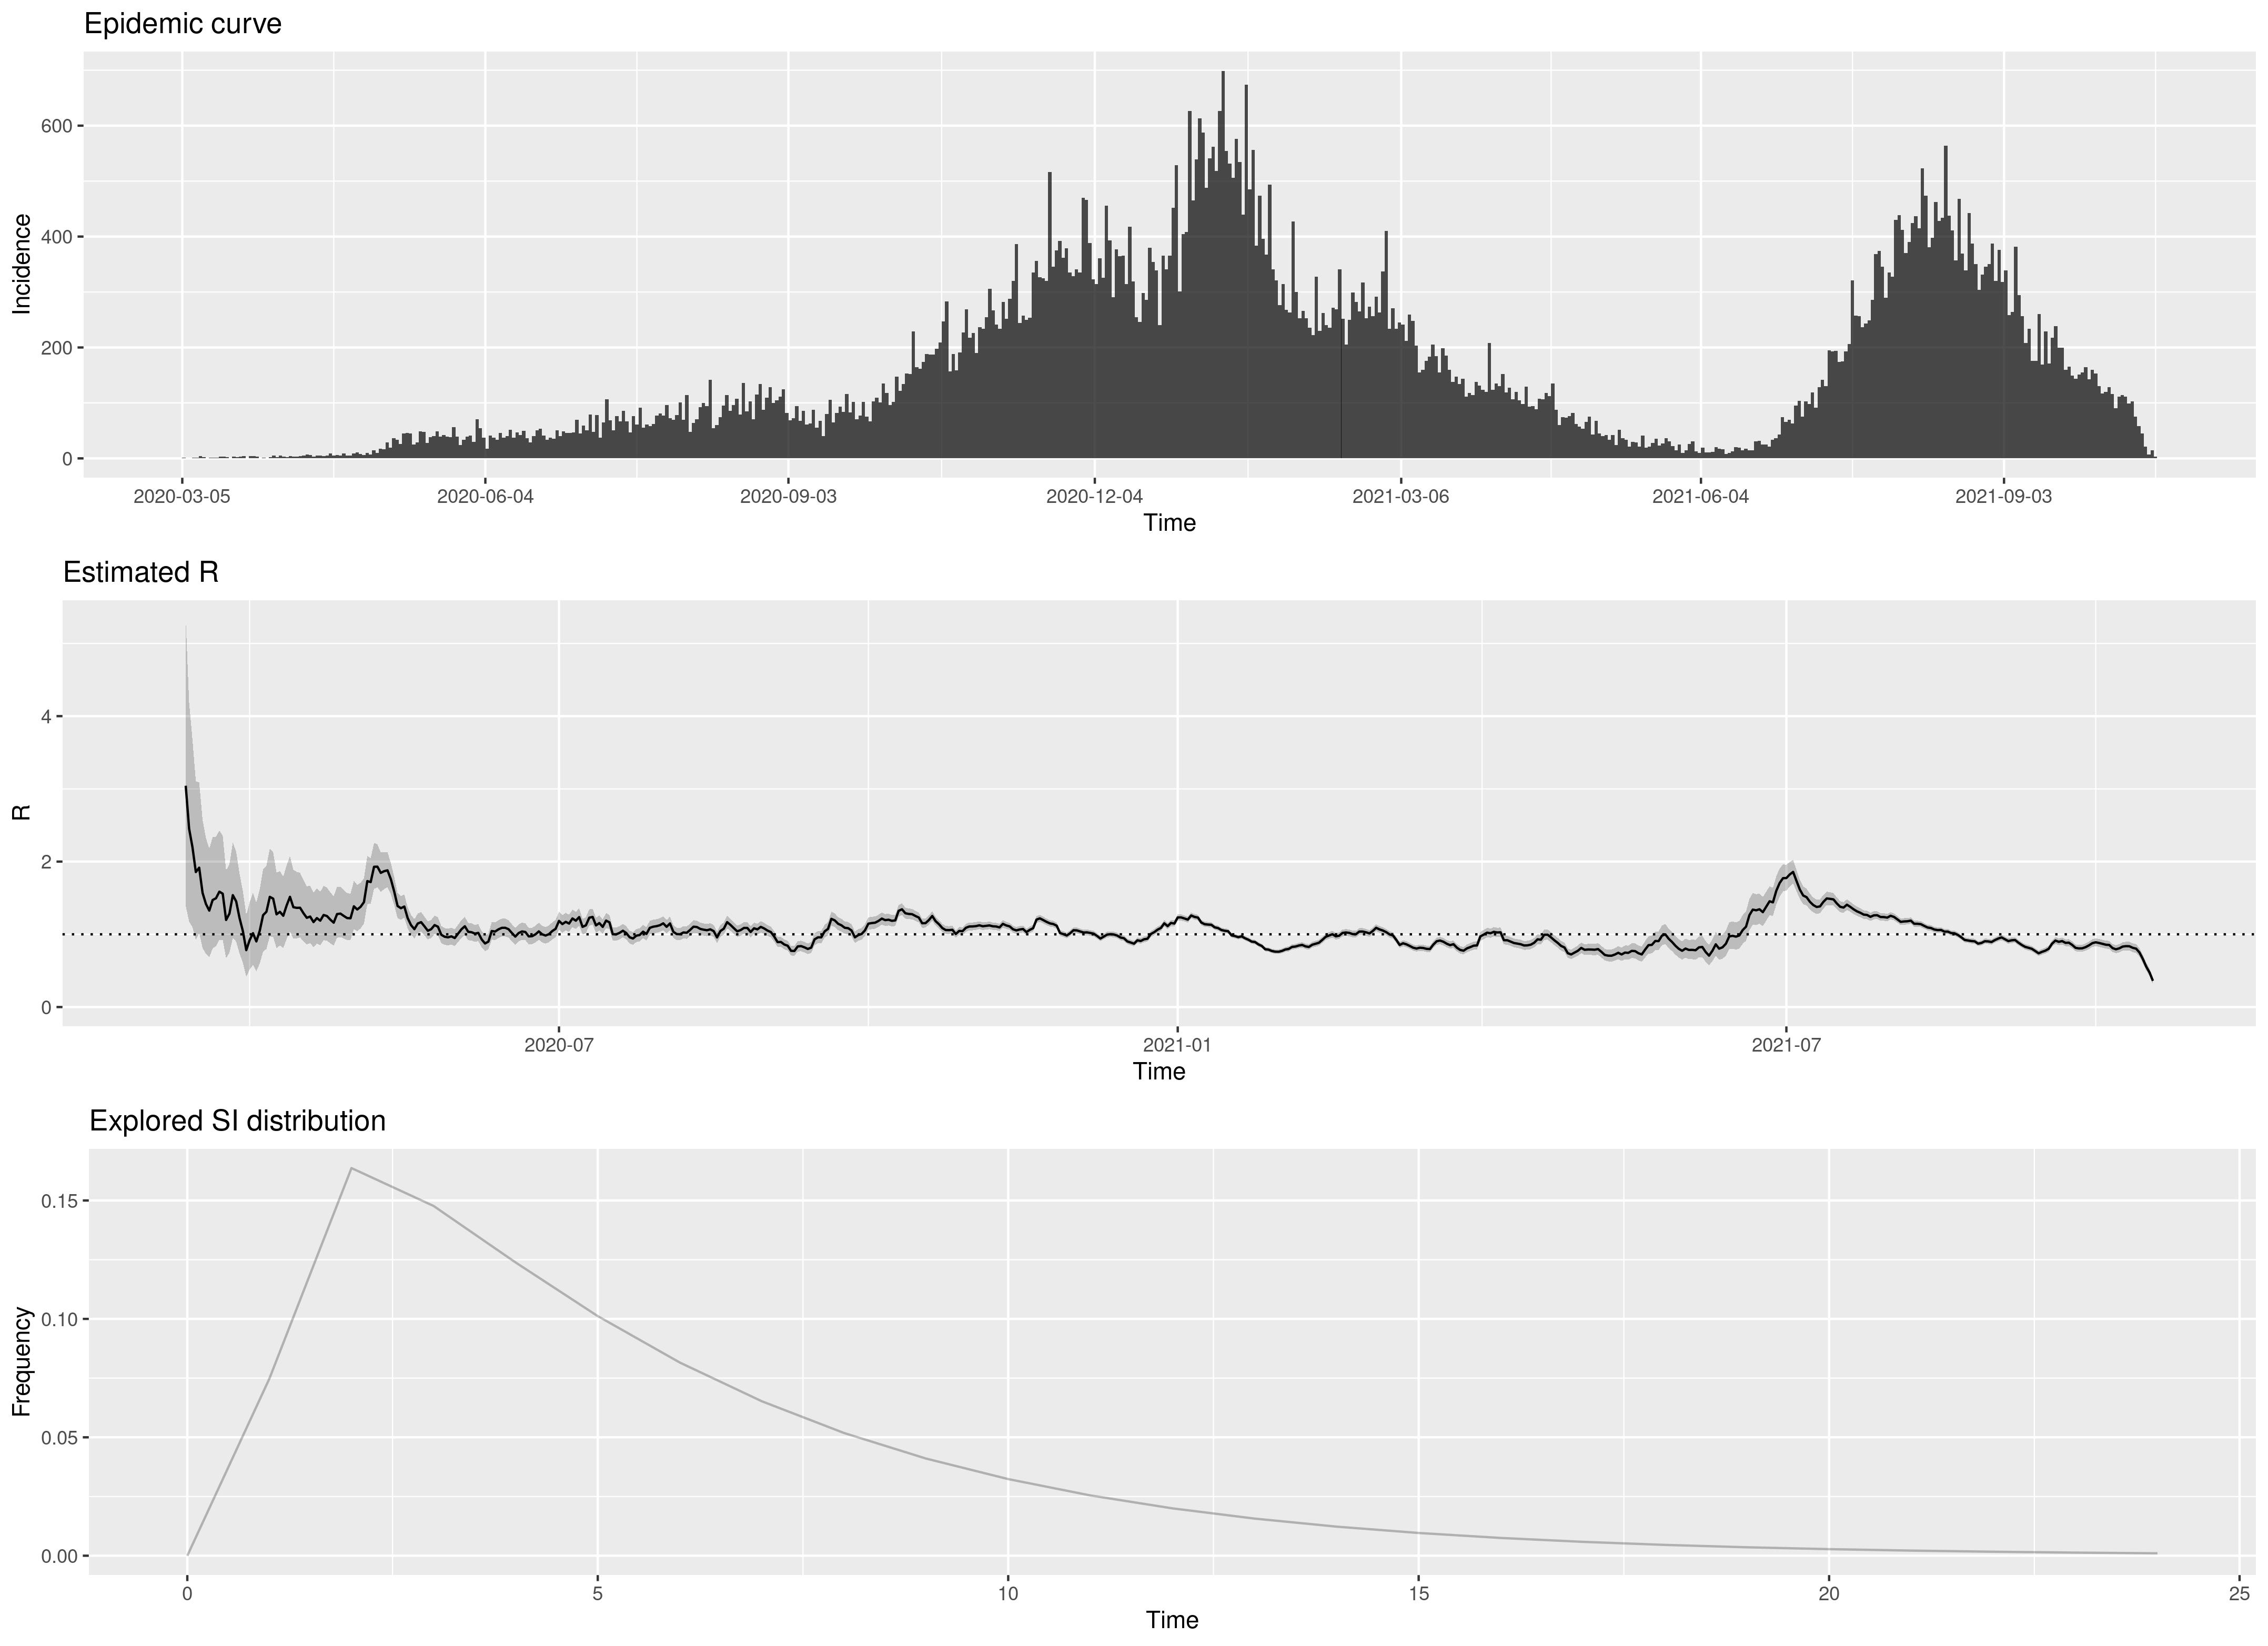 Epidemic curve
600
400
200
0
Incidence
2020-03-05 2020-06-04 2020-09-03 2020-12-04 2021-03-06 2021-06-04 2021-09-03
Time
Estimated R
4
2
0
R
2020-07 2021-01 2021-07
Time
Explored SI distribution
0.15
0.10
0.05
0.00
Frequency
0 5 10 15 20 25
Time